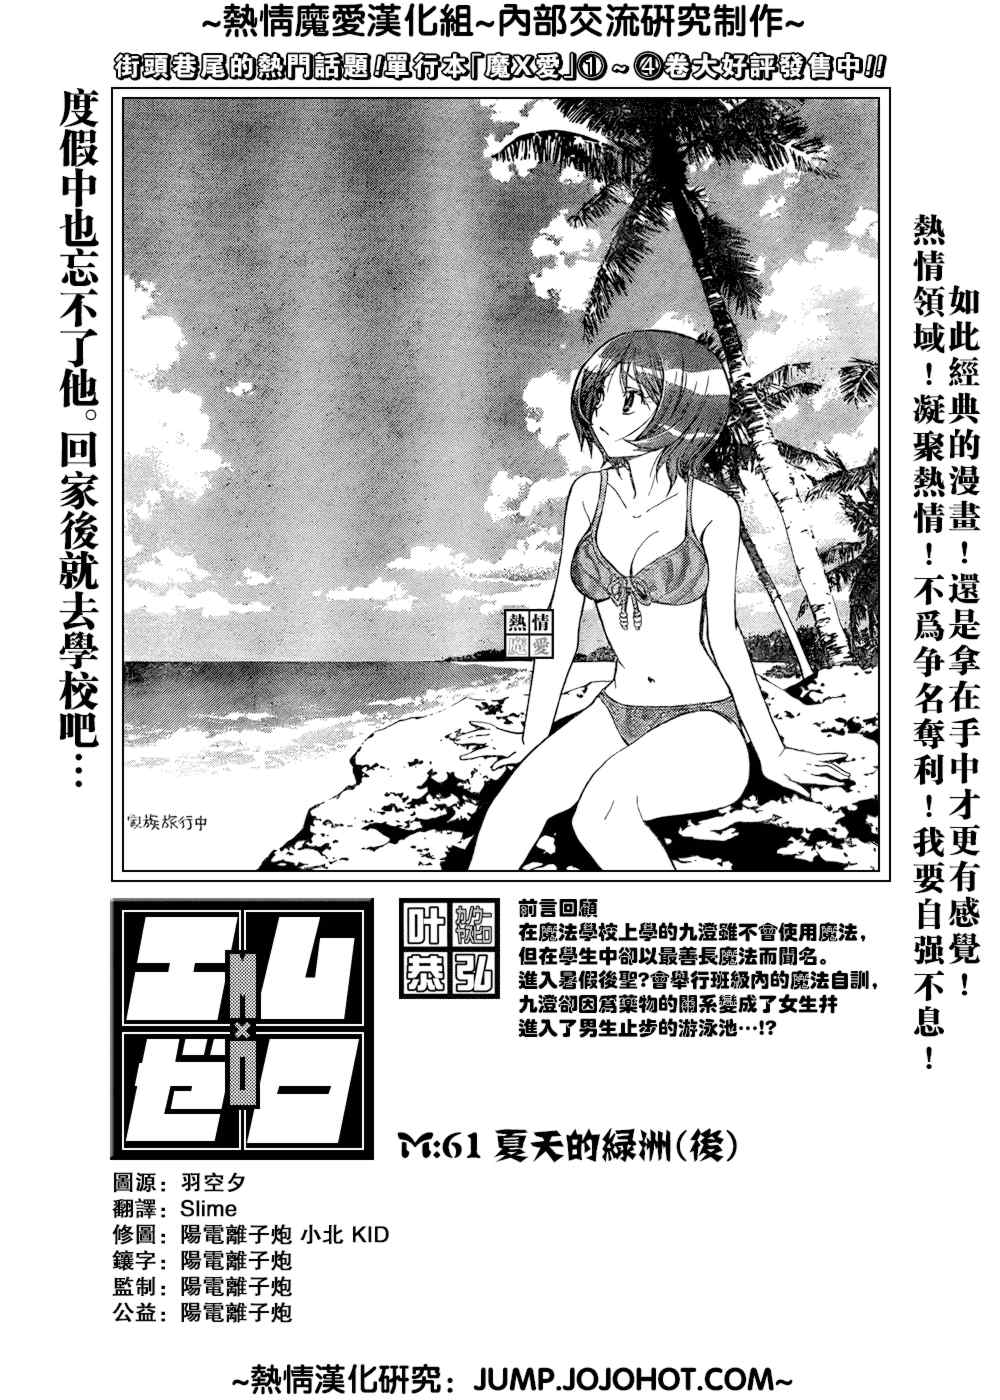 ~熱情魔愛漢化組~內部交流研究制作~
街頭巷尾的熱門話題!單行本「魔X愛」①~④卷大好評發售中!!
如此經典的漫畫！還是拿在手中才更有感覺！
熱情領域！凝聚熱情！不爲争名奪利！我要自强不息！
度假中也忘不了他。回家後就去學校吧…
熱情
魔愛
家族旅行中
エム
M×0
ゼロ
叶
恭
弘
カノウー
ヤスヒロ
前言回顧
在魔法學校上學的九澄雖不會使用魔法，
但在學生中卻以最善長魔法而聞名。
進入暑假後聖?會舉行班級內的魔法自訓，
九澄卻因爲藥物的關系變成了女生并
進入了男生止步的游泳池…!?
M:61 夏天的綠洲(後)
圖源：羽空夕
翻譯：Slime
修圖：陽電離子炮 小北 KID
鑲字：陽電離子炮
監制：陽電離子炮
公益：陽電離子炮
~熱情漢化研究：JUMP.JOJOHOT.COM~